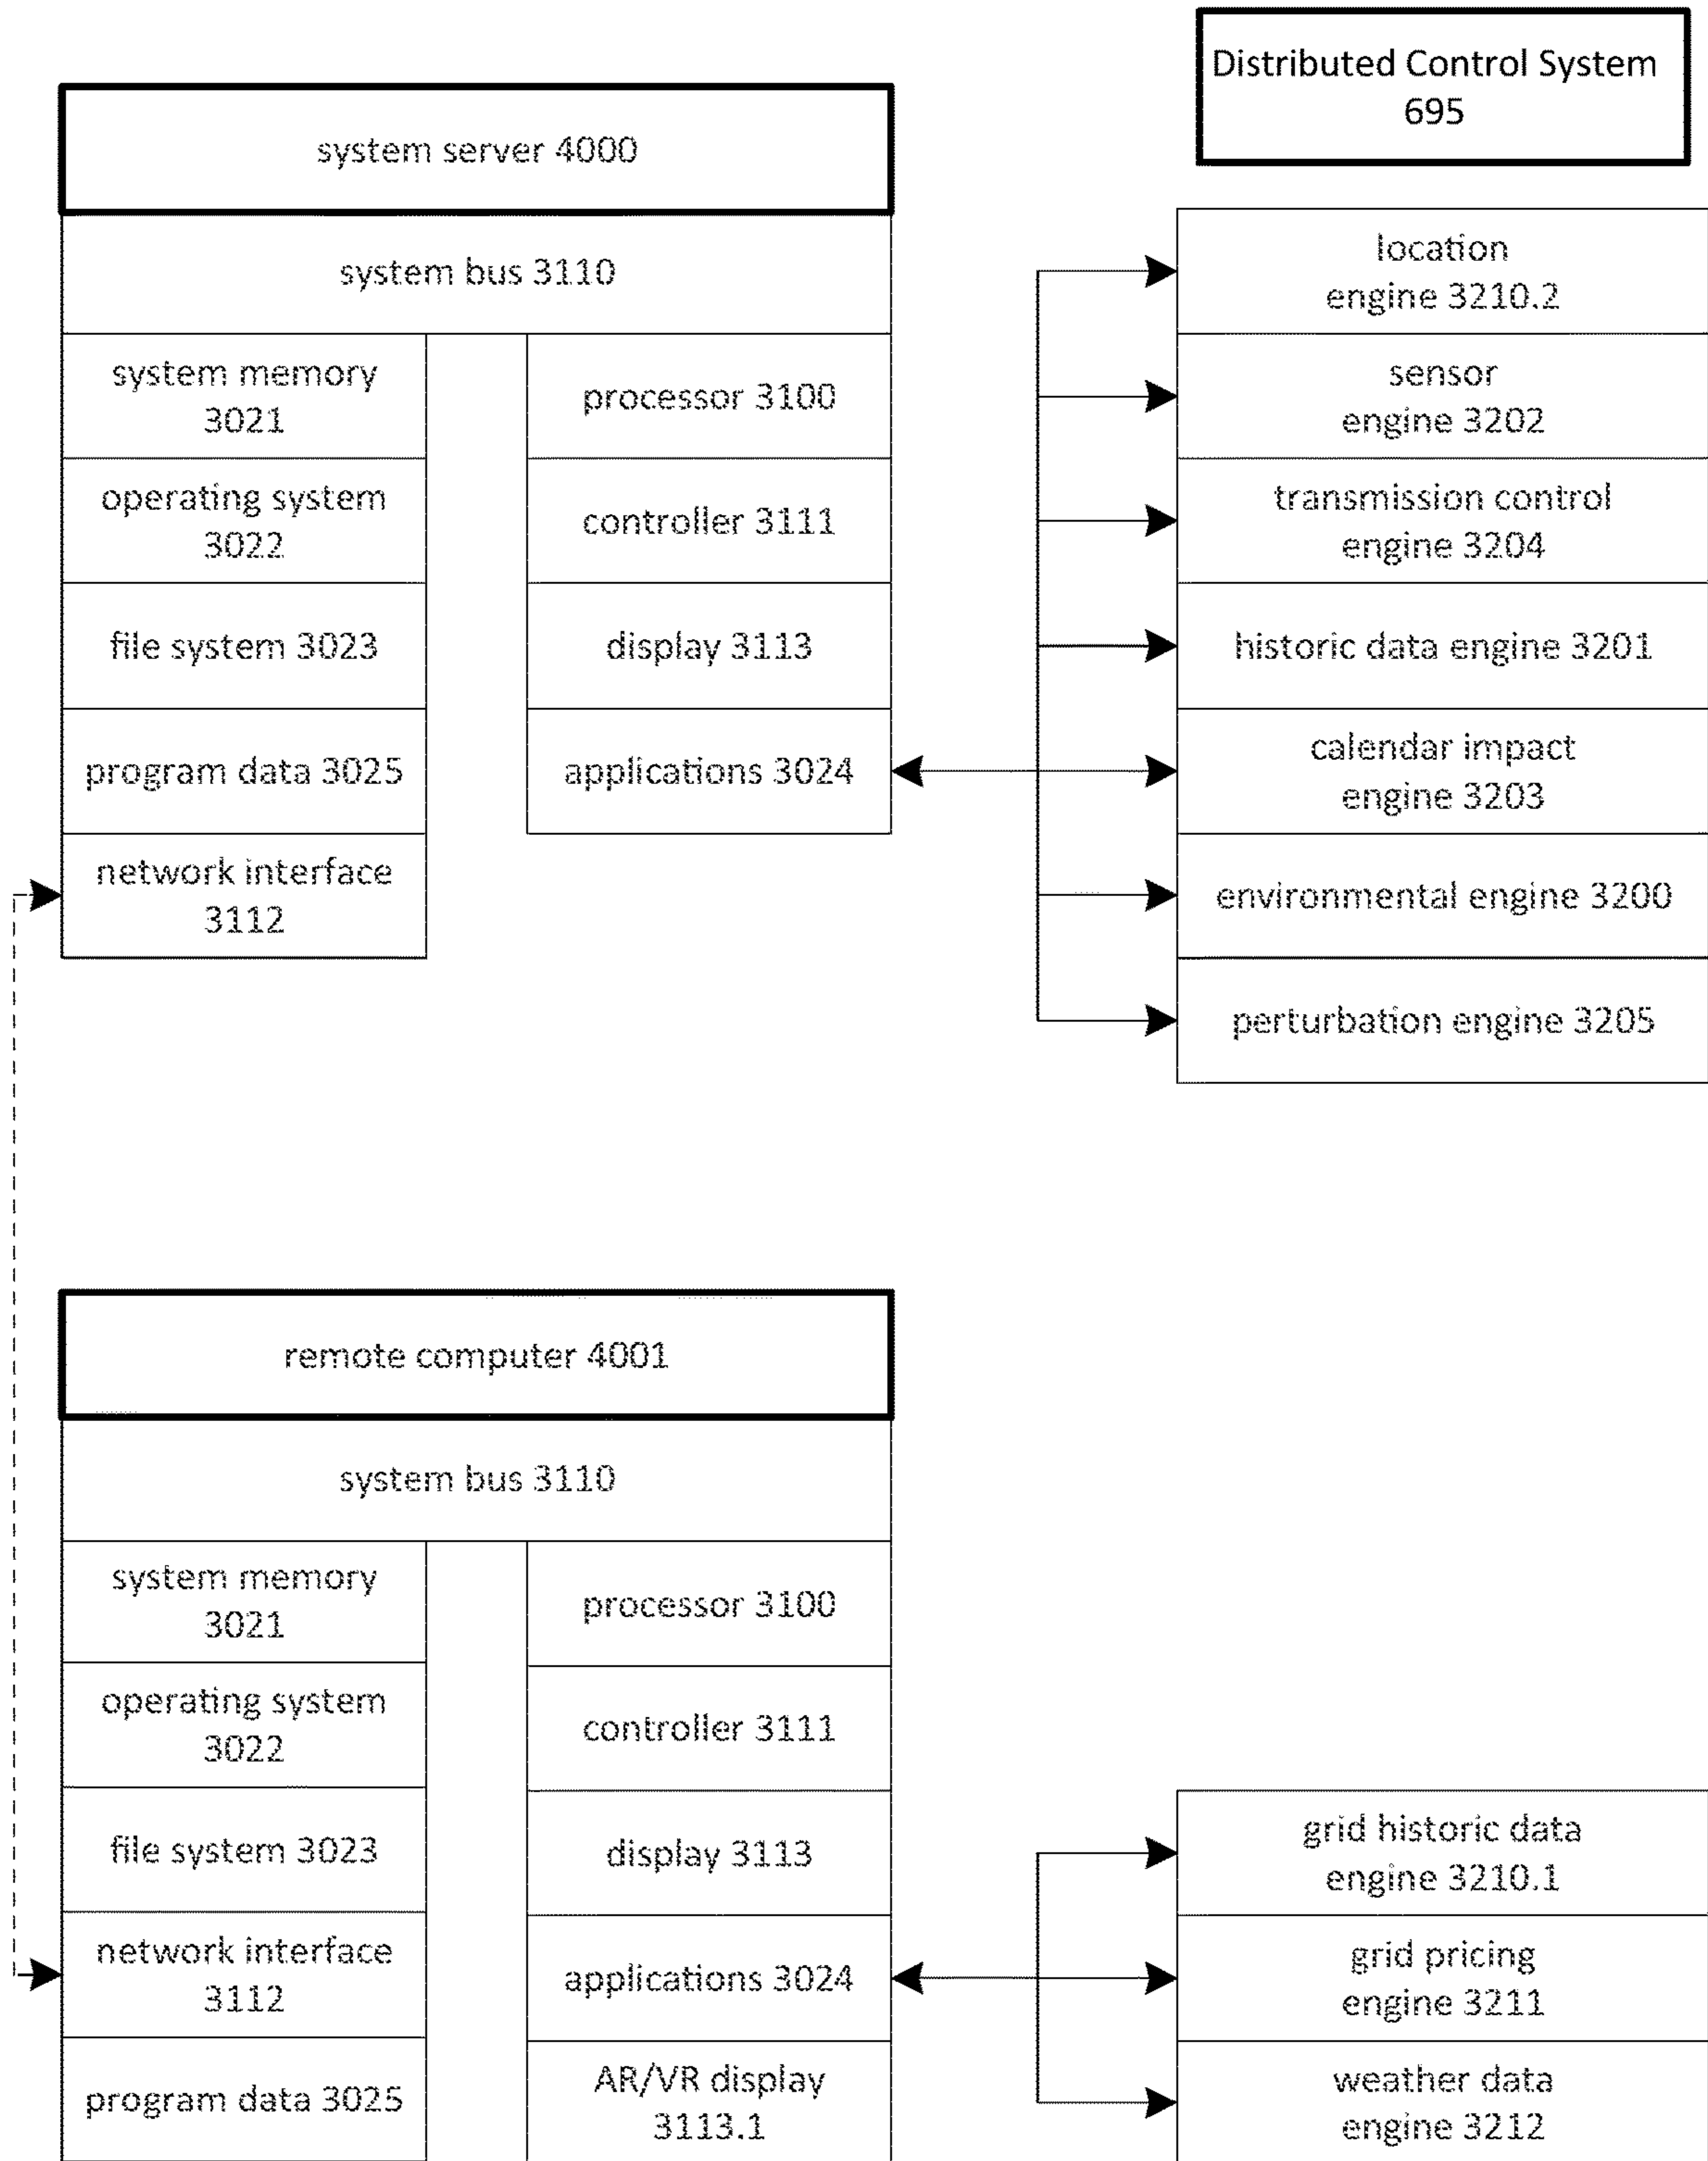 Distributed Control System
695
system server 4000
system bus 3110
system memory
3021
operating system
3022
file system 3023
program data 3025
network interface
3112
processor 3100
controller 3111
display 3113
applications 3024
location
engine 3210.2
sensor
engine 3202
transmission control
engine 3204
historic data engine 3201
calendar impact
engine 3203
environmental engine 3200
perturbation engine 3205
remote computer 4001
system bus 3110
system memory
3021
operating system
3022
file system 3023
network interface
3112
program data 3025
processor 3100
controller 3111
display 3113
applications 3024
AR/VR display
3113.1
grid historic data
engine 3210.1
grid pricing
engine 3211
weather data
engine 3212